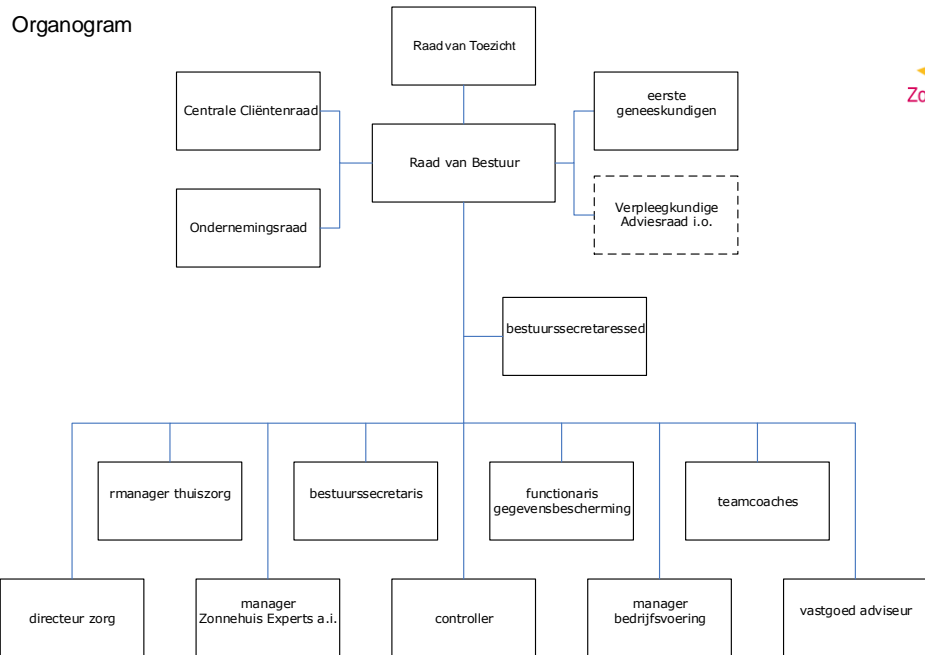 Organogram
Raad van Toezicht
Centrale Cliëntenraad
eerste
geneeskundigen
Zo
Raad van Bestuur
Ondernemingsraad
Verpleegkundige
Adviesraad i.o.
bestuurssecretaressed
rmanager thuiszorg
bestuurssecretaris
functionaris
gegevensbescherming
teamcoaches
directeur zorg
manager
Zonnehuis Experts a.i.
controller
manager
bedrijfsvoering
vastgoed adviseur